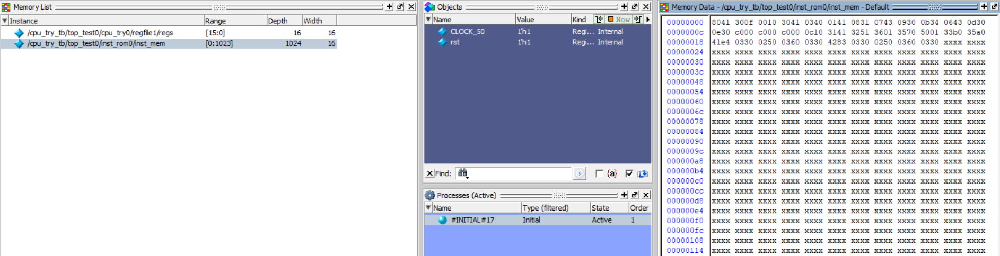 Memory List
Instance Range Depth Width
/cpu_try_tb/top_test0/cpu_try0/regfile1/regs [15:0] 16 16
/cpu_try_tb/top_test0/inst_rom0/inst_mem [0:1023] 1024 16
Objects
Name Value Kind Now
CLOCK_50 1'h1 Regi... Internal
rst 1'h1 Regi... Internal
Find: {a}
Processes (Active)
Name Type (filtered) State Order
#INITIAL#17 Initial Active 1
Memory Data - /cpu_try_tb/top_test0/inst_rom0/inst_mem - Default
00000000 8041 300f 0010 3041 0340 0141 0831 0743 0930 0b34 0643 0d30
0000000c 0e30 c000 c000 c000 0c10 3141 3251 3601 3570 5001 33b0 35a0
00000018 41e4 0330 0250 0360 0330 4283 0330 0250 0360 0330 xxxx xxxx
00000024 xxxx xxxx xxxx xxxx xxxx xxxx xxxx xxxx xxxx xxxx xxxx xxxx
00000030 xxxx xxxx xxxx xxxx xxxx xxxx xxxx xxxx xxxx xxxx xxxx xxxx
0000003c xxxx xxxx xxxx xxxx xxxx xxxx xxxx xxxx xxxx xxxx xxxx xxxx
00000048 xxxx xxxx xxxx xxxx xxxx xxxx xxxx xxxx xxxx xxxx xxxx xxxx
00000054 xxxx xxxx xxxx xxxx xxxx xxxx xxxx xxxx xxxx xxxx xxxx xxxx
00000060 xxxx xxxx xxxx xxxx xxxx xxxx xxxx xxxx xxxx xxxx xxxx xxxx
0000006c xxxx xxxx xxxx xxxx xxxx xxxx xxxx xxxx xxxx xxxx xxxx xxxx
00000078 xxxx xxxx xxxx xxxx xxxx xxxx xxxx xxxx xxxx xxxx xxxx xxxx
00000084 xxxx xxxx xxxx xxxx xxxx xxxx xxxx xxxx xxxx xxxx xxxx xxxx
00000090 xxxx xxxx xxxx xxxx xxxx xxxx xxxx xxxx xxxx xxxx xxxx xxxx
0000009c xxxx xxxx xxxx xxxx xxxx xxxx xxxx xxxx xxxx xxxx xxxx xxxx
000000a8 xxxx xxxx xxxx xxxx xxxx xxxx xxxx xxxx xxxx xxxx xxxx xxxx
000000b4 xxxx xxxx xxxx xxxx xxxx xxxx xxxx xxxx xxxx xxxx xxxx xxxx
000000c0 xxxx xxxx xxxx xxxx xxxx xxxx xxxx xxxx xxxx xxxx xxxx xxxx
000000cc xxxx xxxx xxxx xxxx xxxx xxxx xxxx xxxx xxxx xxxx xxxx xxxx
000000d8 xxxx xxxx xxxx xxxx xxxx xxxx xxxx xxxx xxxx xxxx xxxx xxxx
000000e4 xxxx xxxx xxxx xxxx xxxx xxxx xxxx xxxx xxxx xxxx xxxx xxxx
000000f0 xxxx xxxx xxxx xxxx xxxx xxxx xxxx xxxx xxxx xxxx xxxx xxxx
000000fc xxxx xxxx xxxx xxxx xxxx xxxx xxxx xxxx xxxx xxxx xxxx xxxx
00000108 xxxx xxxx xxxx xxxx xxxx xxxx xxxx xxxx xxxx xxxx xxxx xxxx
00000114 xxxx xxxx xxxx xxxx xxxx xxxx xxxx xxxx xxxx xxxx xxxx xxxx